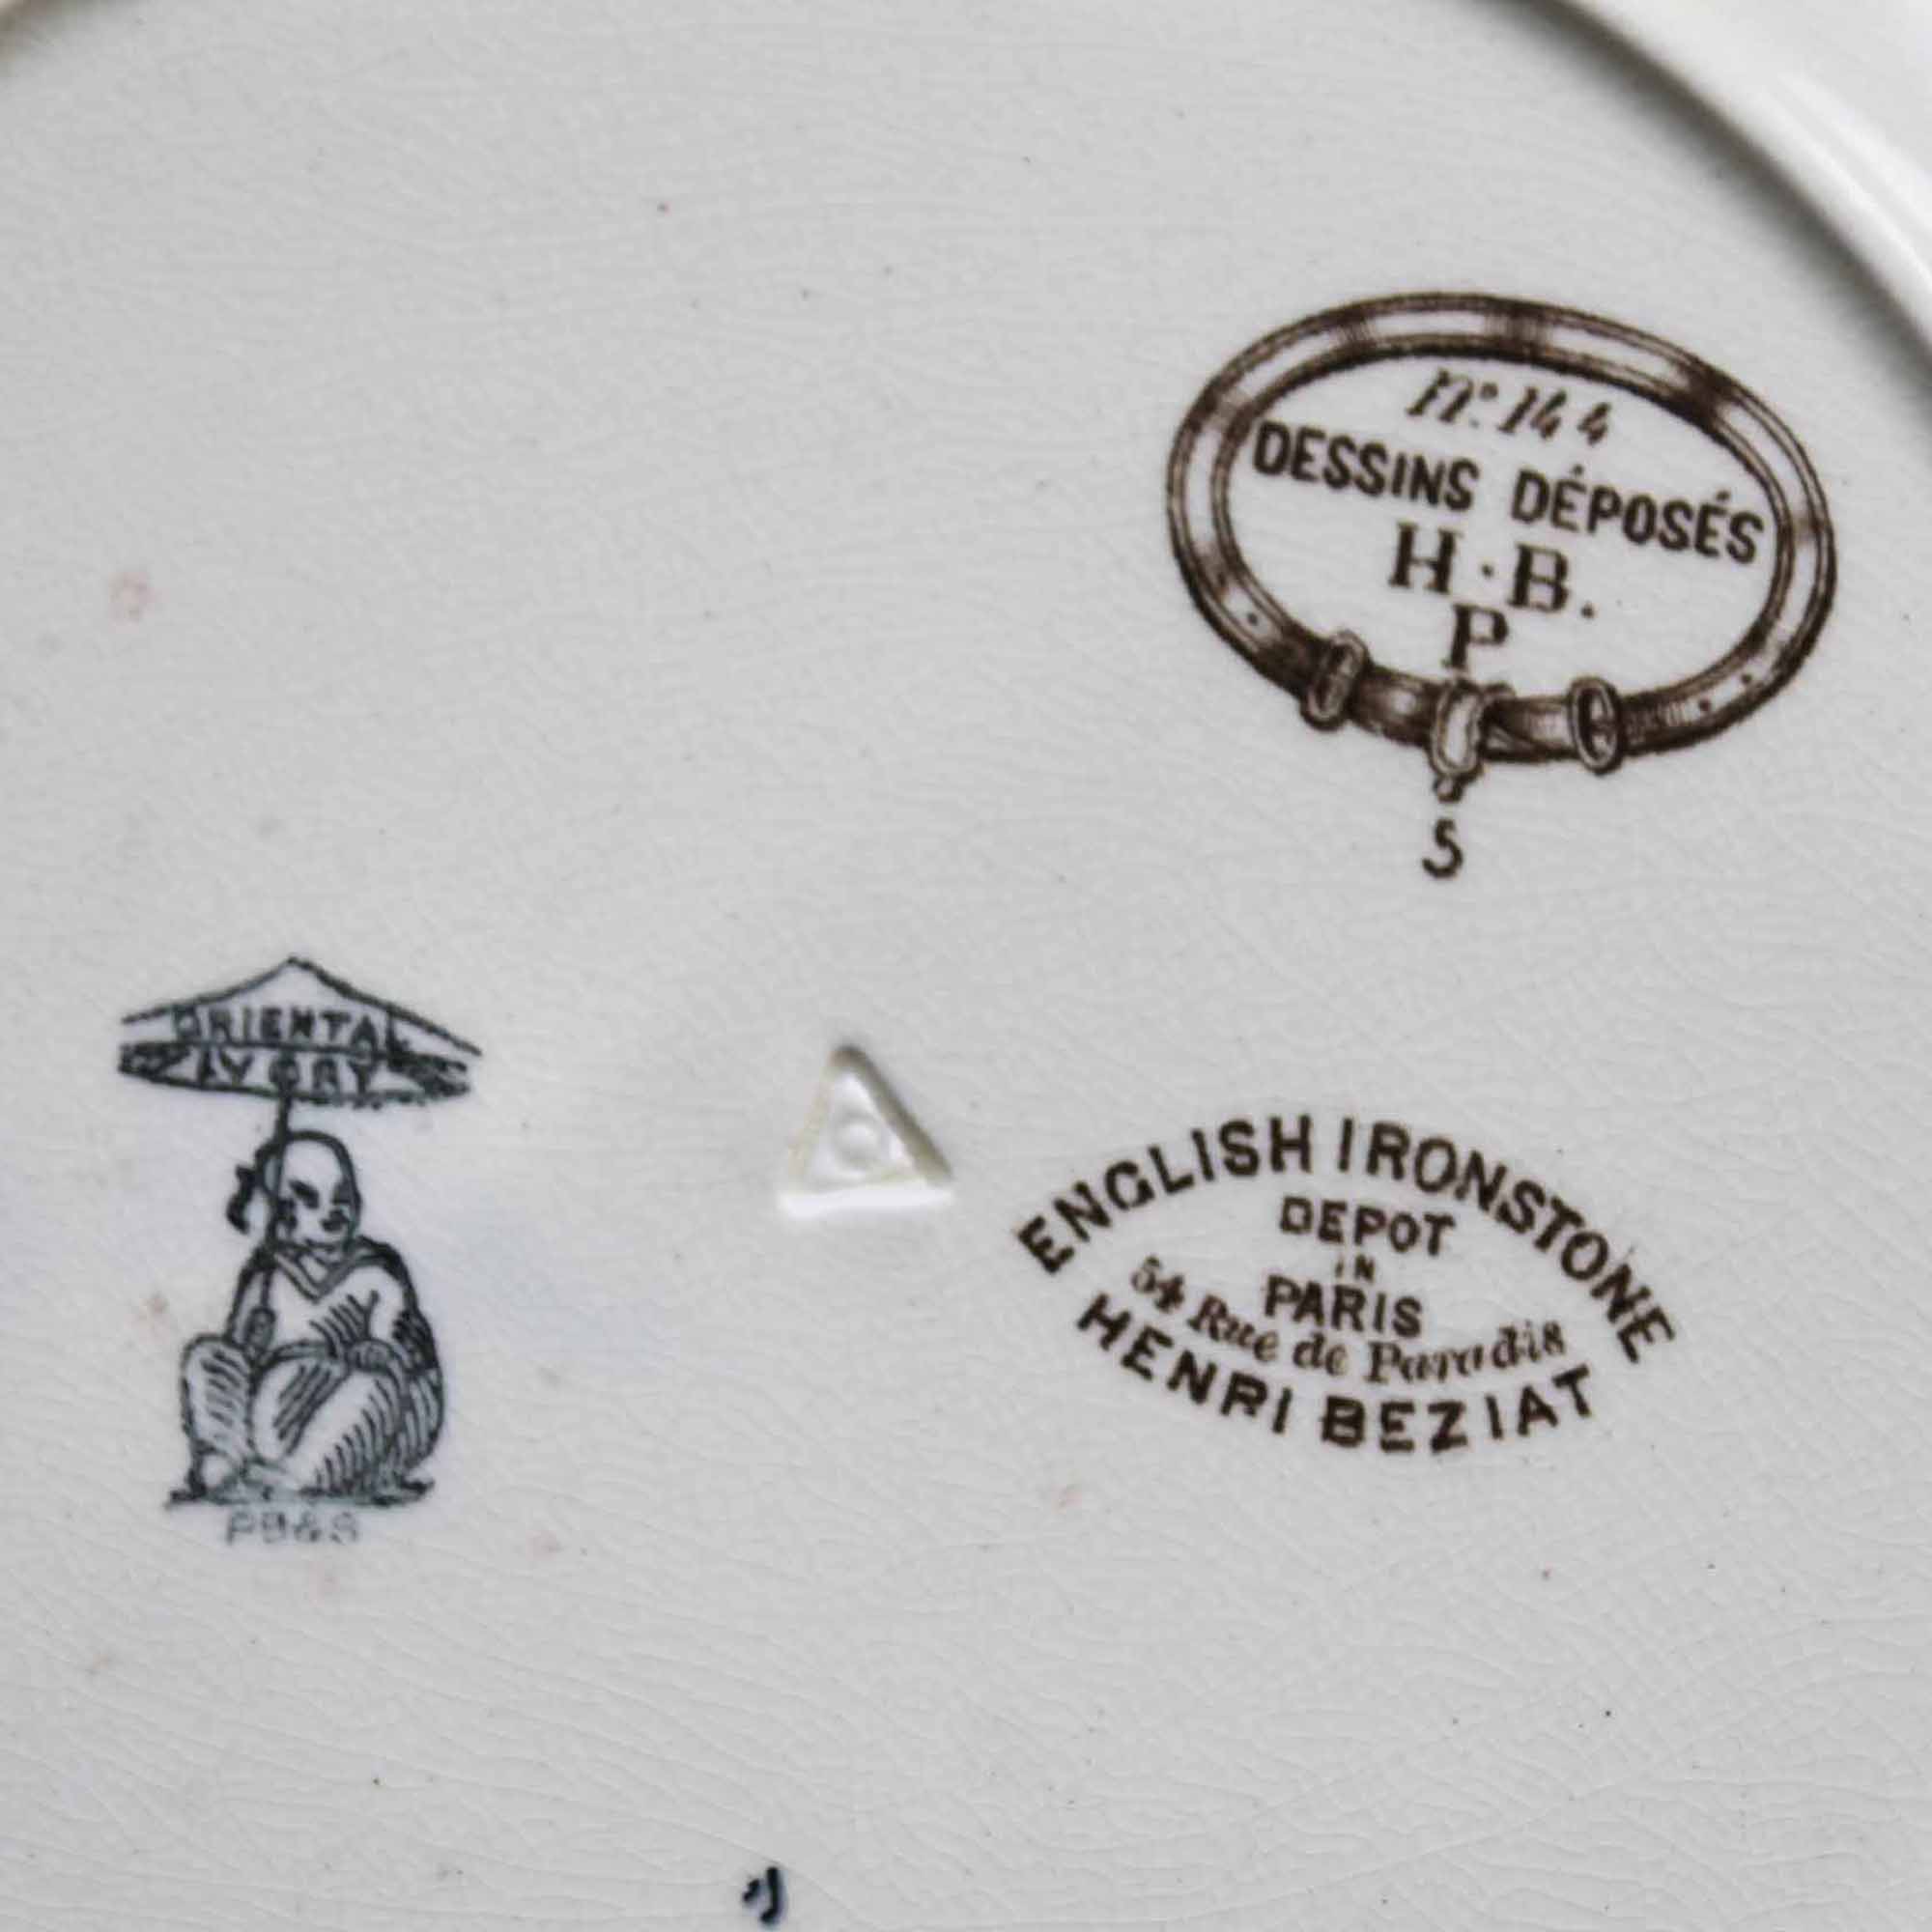 Nº. 144
DESSINS DÉPOSÉS
H·B.
P
S
ORIENTAL
IVORY
PB&S
ENGLISH IRONSTONE
DEPOT
IN
PARIS
54 Rue de Paradis
HENRI BEZIAT